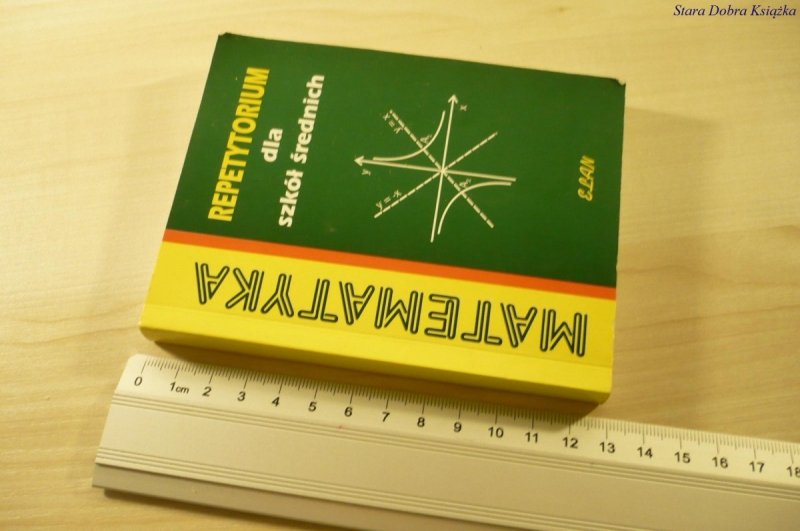 Stara Dobra Książka
REPETYTORIUM
dla
szkół średnich
y
x
y = x
y = -x
ELAN
MATEMATYKA
0 1cm 2 3 4 5 6 7 8 9 10 11 12 13 14 15 16 17 18